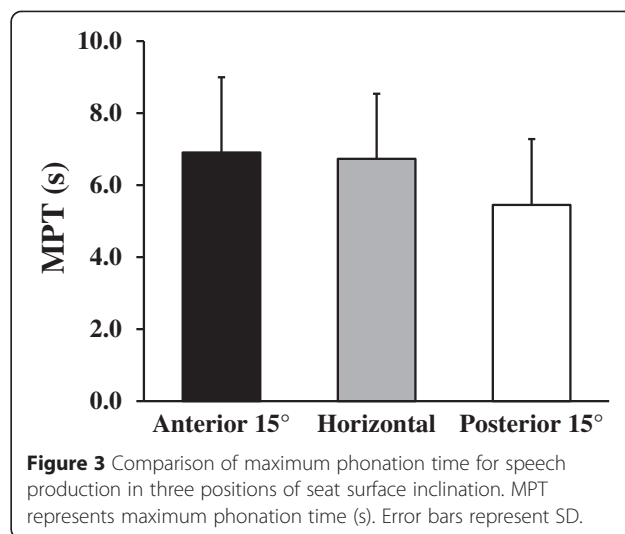 10.0
8.0
6.0
4.0
2.0
0.0
MPT (s)
Anterior 15° Horizontal Posterior 15°
Figure 3 Comparison of maximum phonation time for speech
production in three positions of seat surface inclination. MPT
represents maximum phonation time (s). Error bars represent SD.